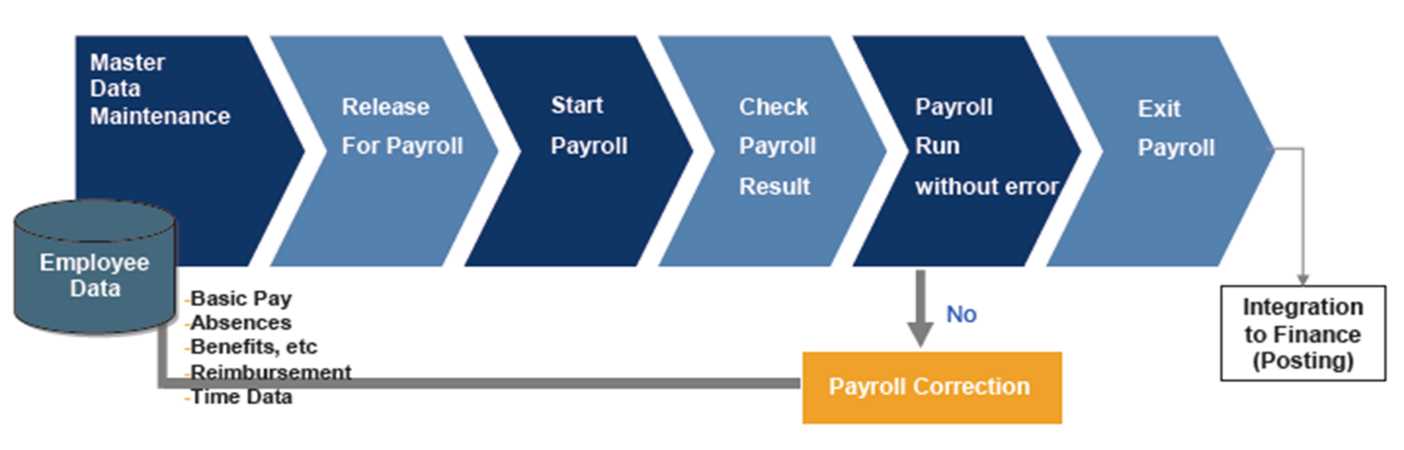 Master
Data
Maintenance
Release
For Payroll
Start
Payroll
Check
Payroll
Result
Payroll
Run
without error
Exit
Payroll
Employee
Data
-Basic Pay
-Absences
-Benefits, etc
-Reimbursement
-Time Data
No
Payroll Correction
Integration
to Finance
(Posting)